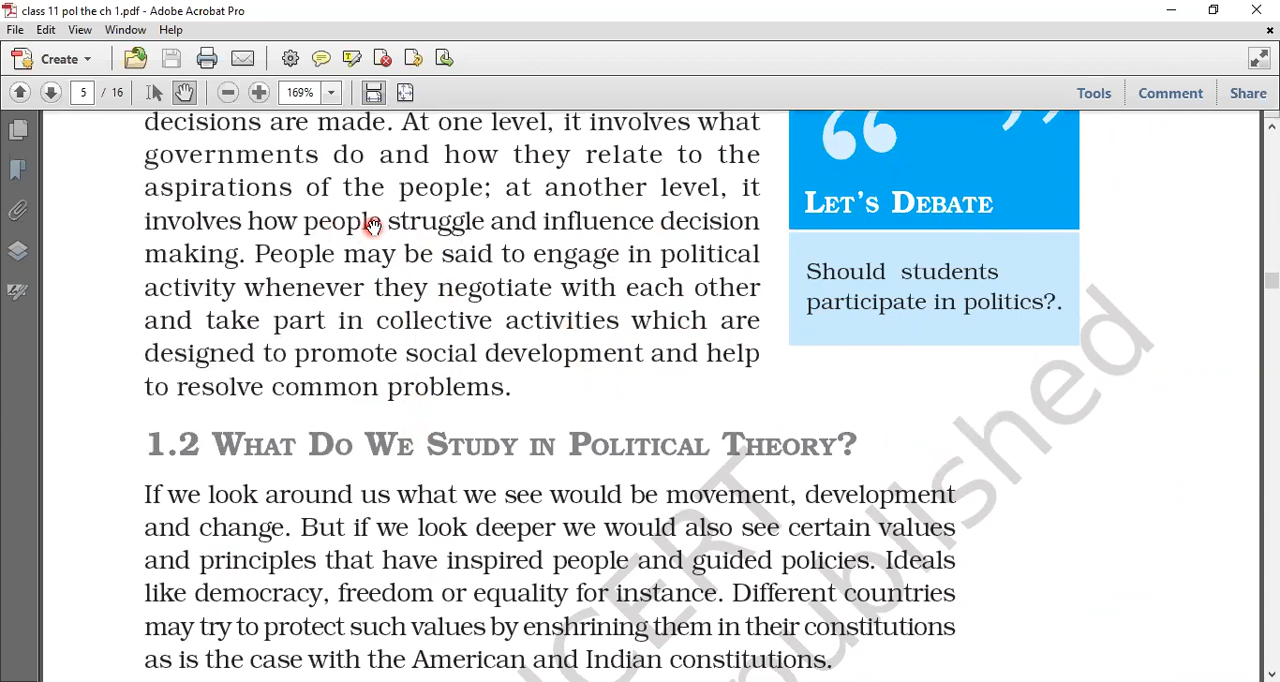 class 11 pol the ch 1.pdf - Adobe Acrobat Pro
File Edit View Window Help
Create
5 / 16 169% Tools Comment Share
decisions are made. At one level, it involves what
governments do and how they relate to the
aspirations of the people; at another level, it
involves how people struggle and influence decision
making. People may be said to engage in political
activity whenever they negotiate with each other
and take part in collective activities which are
designed to promote social development and help
to resolve common problems.
LET'S DEBATE
Should students
participate in politics?.
1.2 WHAT DO WE STUDY IN POLITICAL THEORY?
If we look around us what we see would be movement, development
and change. But if we look deeper we would also see certain values
and principles that have inspired people and guided policies. Ideals
like democracy, freedom or equality for instance. Different countries
may try to protect such values by enshrining them in their constitutions
as is the case with the American and Indian constitutions.
NCERT
published